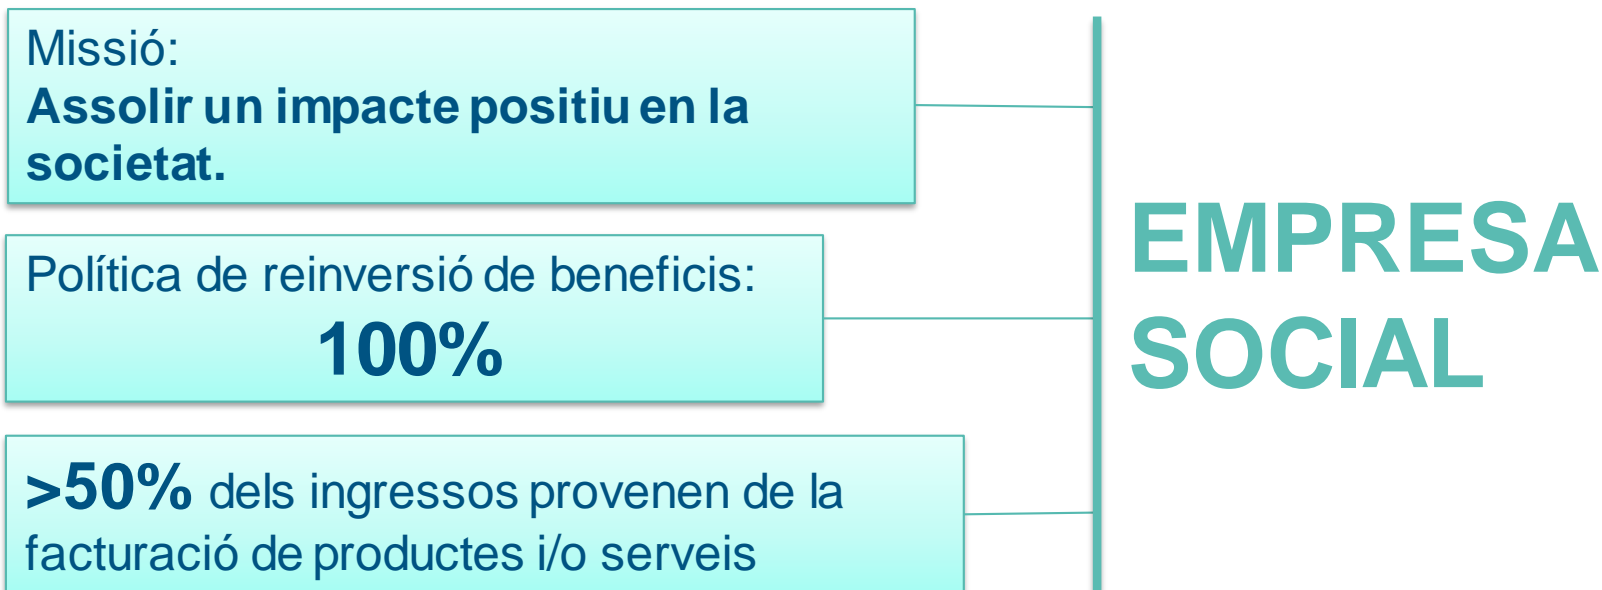 Missió:
Assolir un impacte positiu en la
societat.
Política de reinversió de beneficis:
100%
>50% dels ingressos provenen de la
facturació de productes i/o serveis
EMPRESA
SOCIAL